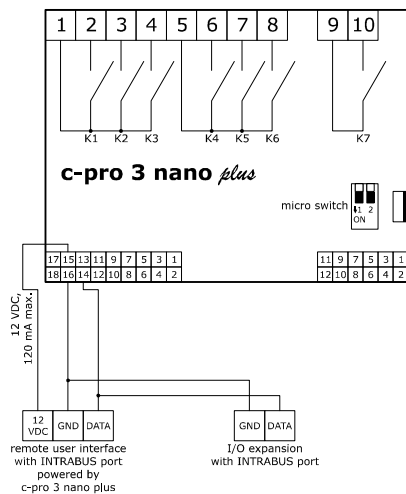 1 2 3 4 5 6 7 8 9 10
K1 K2 K3 K4 K5 K6 K7
c-pro 3 nano plus
micro switch
1 2
ON
17 15 13 11 9 7 5 3 1
18 16 14 12 10 8 6 4 2
11 9 7 5 3 1
12 10 8 6 4 2
12 VDC,
120 mA max.
12
VDC
GND
DATA
GND
DATA
remote user interface
with INTRABUS port
powered by
c-pro 3 nano plus
I/O expansion
with INTRABUS port